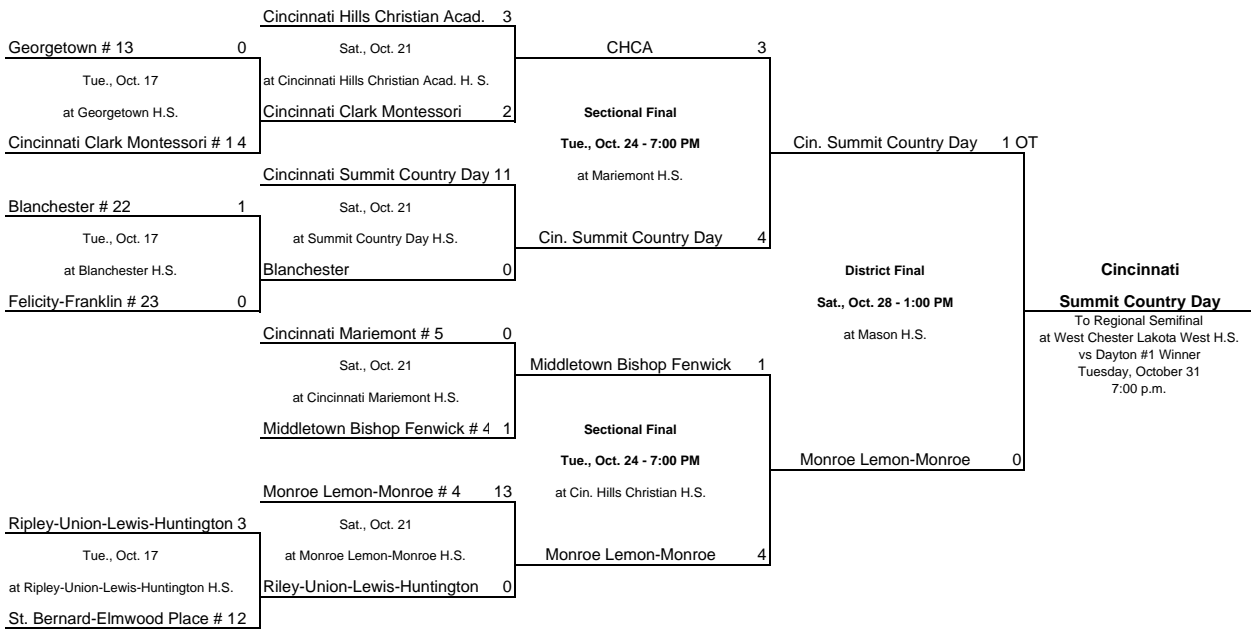 Cincinnati Hills Christian Acad. 3
Georgetown # 13 0
Sat., Oct. 21
CHCA 3
Tue., Oct. 17
at Cincinnati Hills Christian Acad. H. S.
at Georgetown H.S.
Cincinnati Clark Montessori 2
Sectional Final
Cincinnati Clark Montessori # 1 4
Tue., Oct. 24 - 7:00 PM
Cin. Summit Country Day 1 OT
Cincinnati Summit Country Day 11
at Mariemont H.S.
Blanchester # 22 1
Sat., Oct. 21
Tue., Oct. 17
at Summit Country Day H.S.
Cin. Summit Country Day 4
at Blanchester H.S.
Blanchester 0
District Final
Cincinnati
Felicity-Franklin # 23 0
Sat., Oct. 28 - 1:00 PM
Summit Country Day
To Regional Semifinal
Cincinnati Mariemont # 5 0
at Mason H.S.
at West Chester Lakota West H.S.
vs Dayton #1 Winner
Sat., Oct. 21
Middletown Bishop Fenwick 1
Tuesday, October 31
7:00 p.m.
at Cincinnati Mariemont H.S.
Middletown Bishop Fenwick # 4 1
Sectional Final
Tue., Oct. 24 - 7:00 PM
Monroe Lemon-Monroe 0
Monroe Lemon-Monroe # 4 13
at Cin. Hills Christian H.S.
Ripley-Union-Lewis-Huntington 3
Sat., Oct. 21
Tue., Oct. 17
at Monroe Lemon-Monroe H.S.
Monroe Lemon-Monroe 4
at Ripley-Union-Lewis-Huntington H.S.
Riley-Union-Lewis-Huntington 0
St. Bernard-Elmwood Place # 1 2